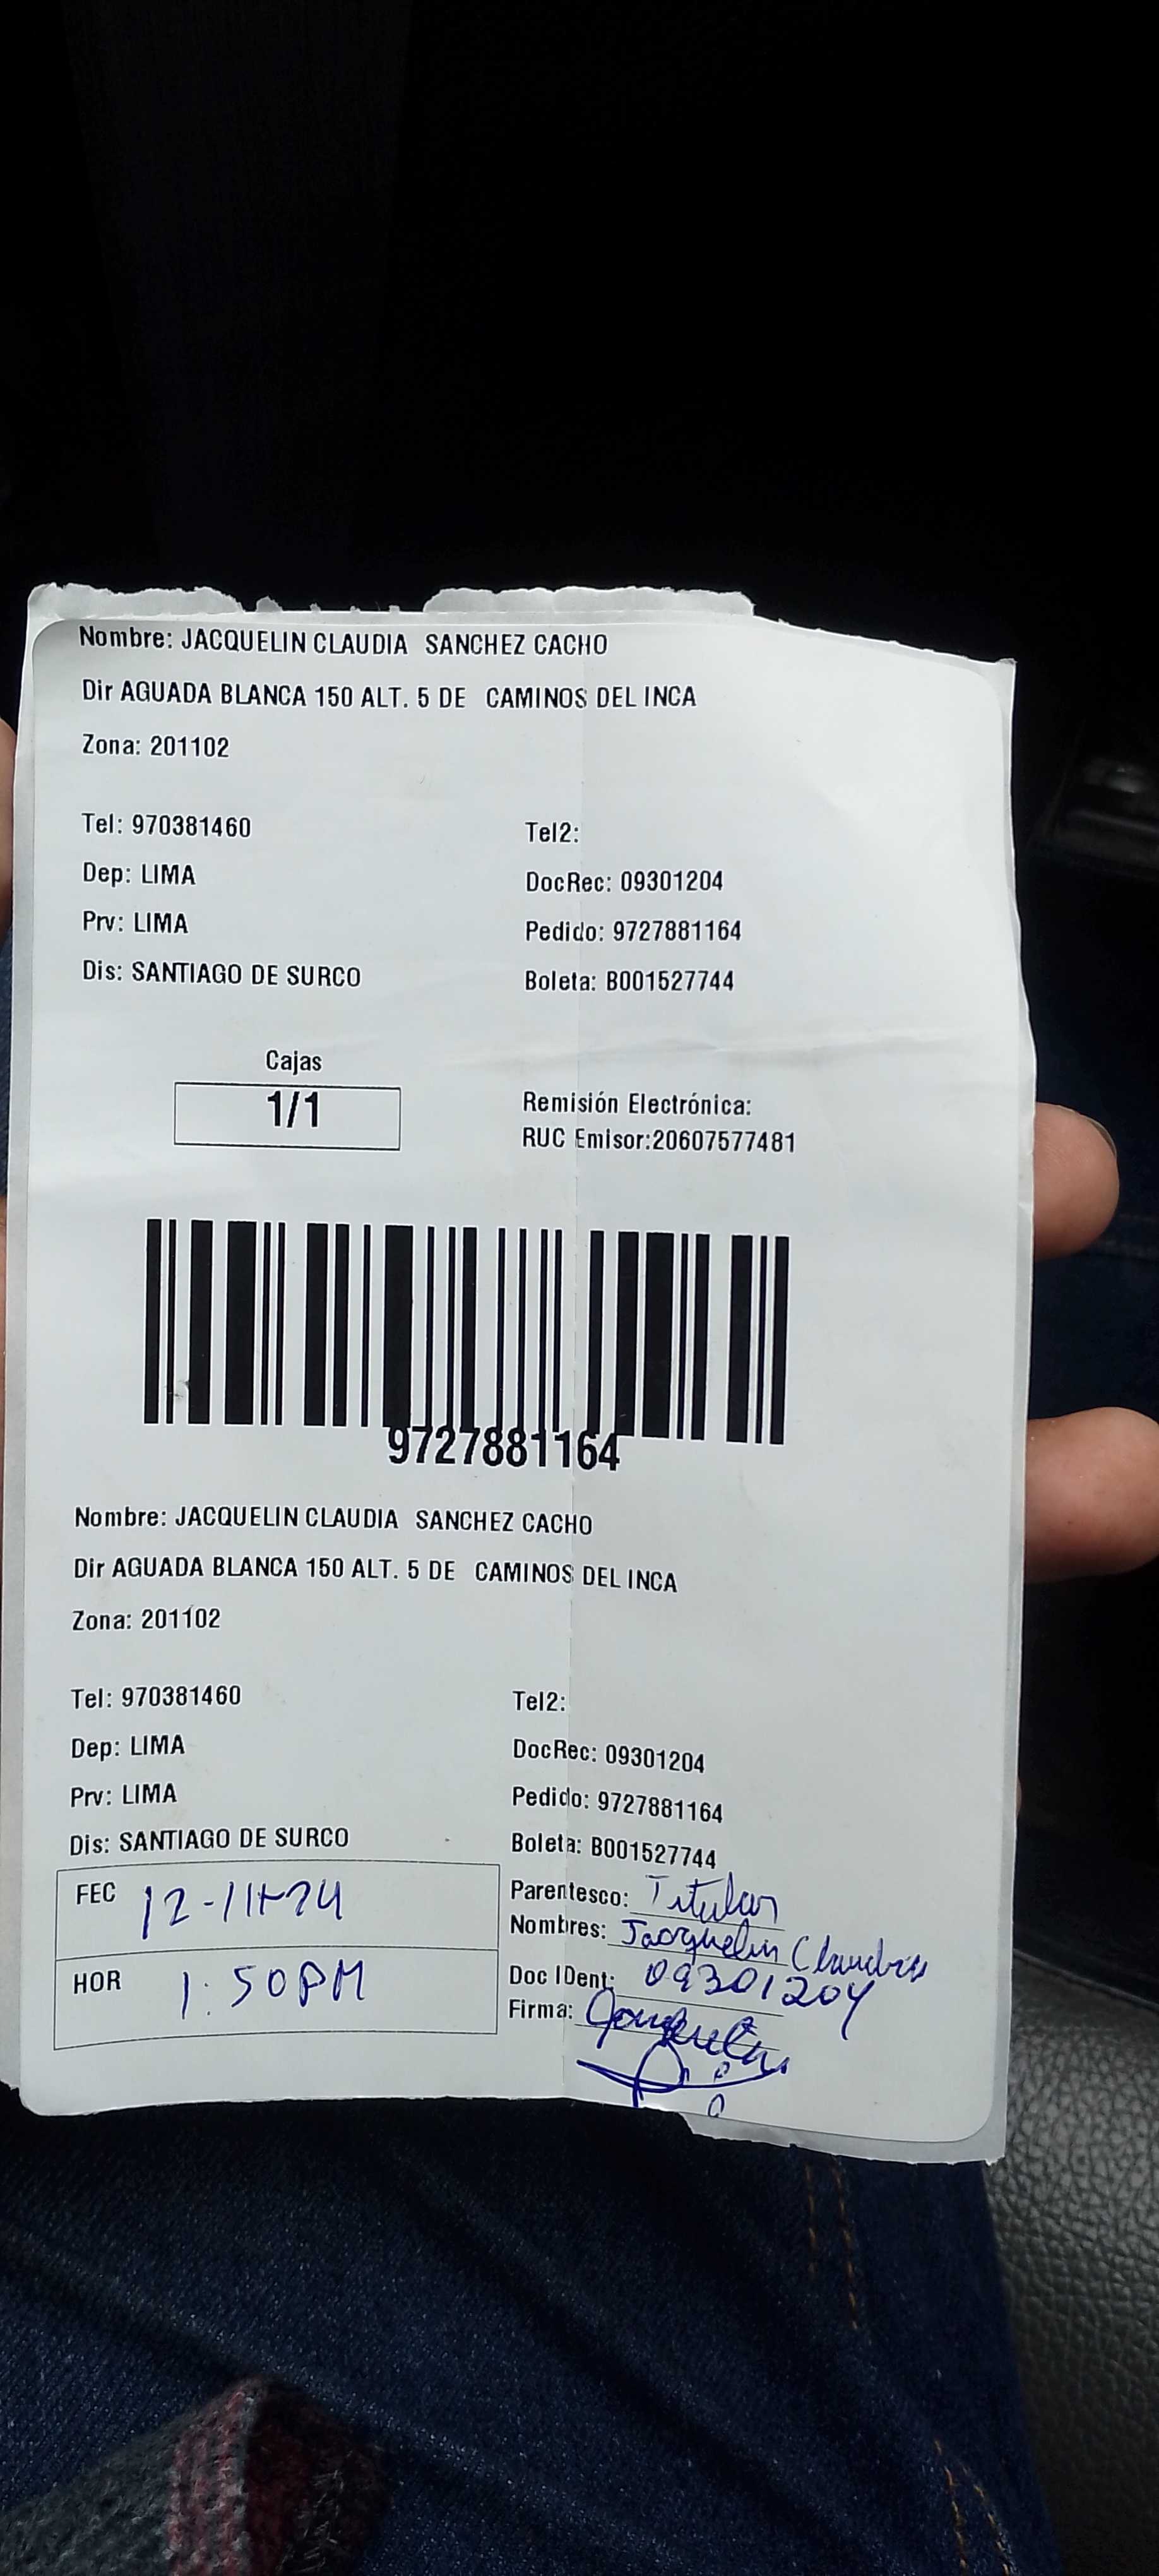 Nombre: JACQUELIN CLAUDIA SANCHEZ CACHO
Dir AGUADA BLANCA 150 ALT. 5 DE CAMINOS DEL INCA
Zona: 201102
Tel: 970381460 Tel2:
Dep: LIMA DocRec: 09301204
Prv: LIMA Pedido: 9727881164
Dis: SANTIAGO DE SURCO Boleta: B001527744
Cajas
1/1
Remisión Electrónica:
RUC Emisor:20607577481
9727881164
Nombre: JACQUELIN CLAUDIA SANCHEZ CACHO
Dir AGUADA BLANCA 150 ALT. 5 DE CAMINOS DEL INCA
Zona: 201102
Tel: 970381460 Tel2:
Dep: LIMA DocRec: 09301204
Prv: LIMA Pedido: 9727881164
Dis: SANTIAGO DE SURCO Boleta: B001527744
FEC 12-11-24
HOR 1:50PM
Parentesco: Titular
Nombres: Jacquelin Claudia
Doc IDent: 09301204
Firma: